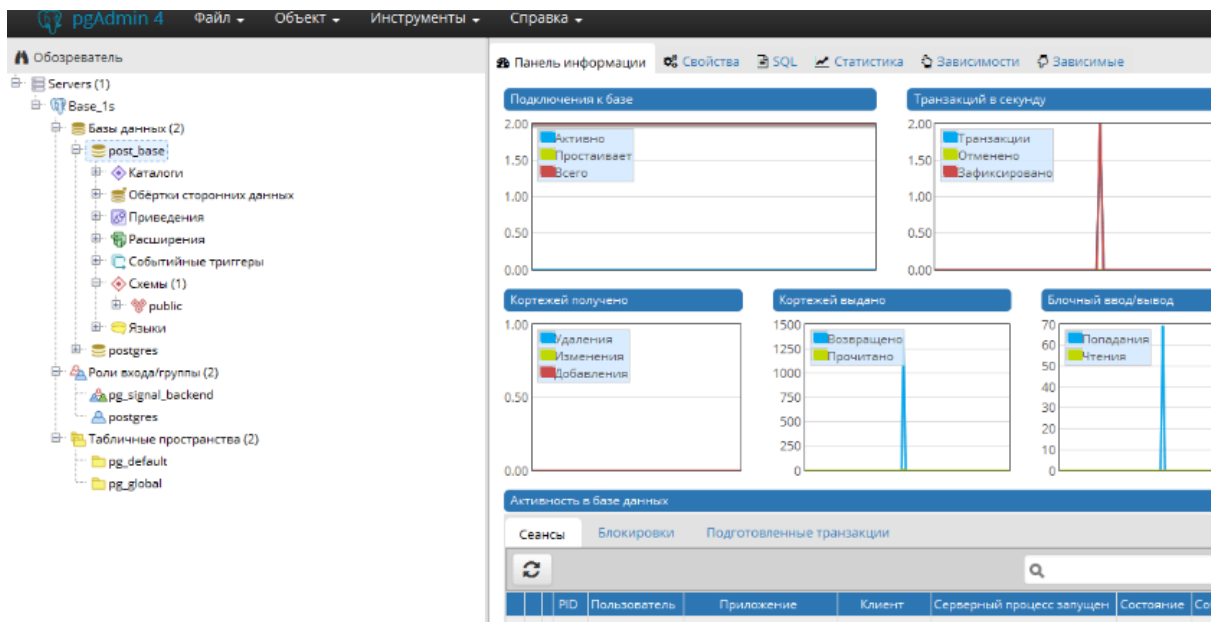 pgAdmin 4 Файл Объект Инструменты Справка
Обозреватель
Servers (1)
Base_1s
Базы данных (2)
post_base
Каталоги
Обёртки сторонних данных
Приведения
Расширения
Событийные триггеры
Схемы (1)
public
Языки
postgres
Роли входа/группы (2)
pg_signal_backend
postgres
Табличные пространства (2)
pg_default
pg_global
Панель информации Свойства SQL Статистика Зависимости Зависимые
Подключения к базе
2.00
1.50
1.00
0.50
0.00
Активно
Простаивает
Всего
Транзакций в секунду
2.00
1.50
1.00
0.50
0.00
Транзакции
Отменено
Зафиксировано
Кортежей получено
1.00
0.50
0.00
Удаления
Изменения
Добавления
Кортежей выдано
1500
1250
1000
750
500
250
0
Возвращено
Прочитано
Блочный ввод/вывод
70
60
50
40
30
20
10
0
Попадания
Чтения
Активность в базе данных
Сеансы Блокировки Подготовленные транзакции
PID Пользователь Приложение Клиент Серверный процесс запущен Состояние